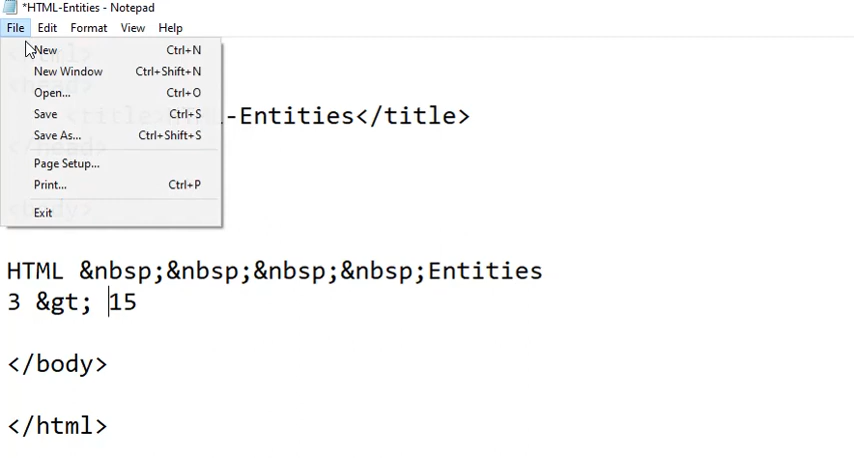 *HTML-Entities - Notepad
File Edit Format View Help
New Ctrl+N
New Window Ctrl+Shift+N
Open... Ctrl+O
Save Ctrl+S
Save As... Ctrl+Shift+S
Page Setup...
Print... Ctrl+P
Exit
-Entities</title>
HTML &nbsp;&nbsp;&nbsp;&nbsp;Entities
3 &gt; 15
</body>
</html>